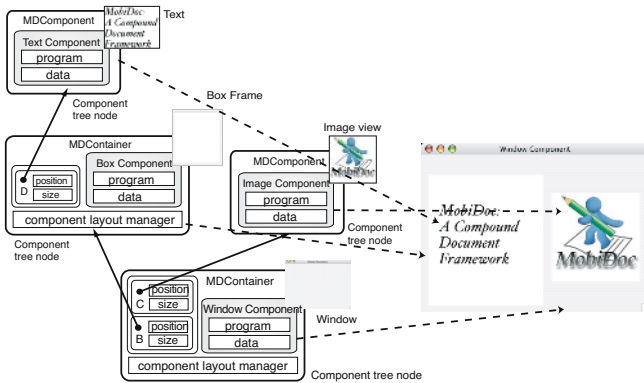 MDComponent
Text Component
program
data
MobiDoc:
A Compound
Document
Framework
Text
Component
tree node
Box Frame
MDContainer
Box Component
program
data
D
position
size
component layout manager
Component
tree node
Image view
MobiDoc
MDComponent
Image Component
program
data
Component
tree node
MDContainer
C
position
size
B
position
size
Window Component
program
data
component layout manager
Window
Component tree node
Window Component
MobiDoc:
A Compound
Document
Framework
MobiDoc